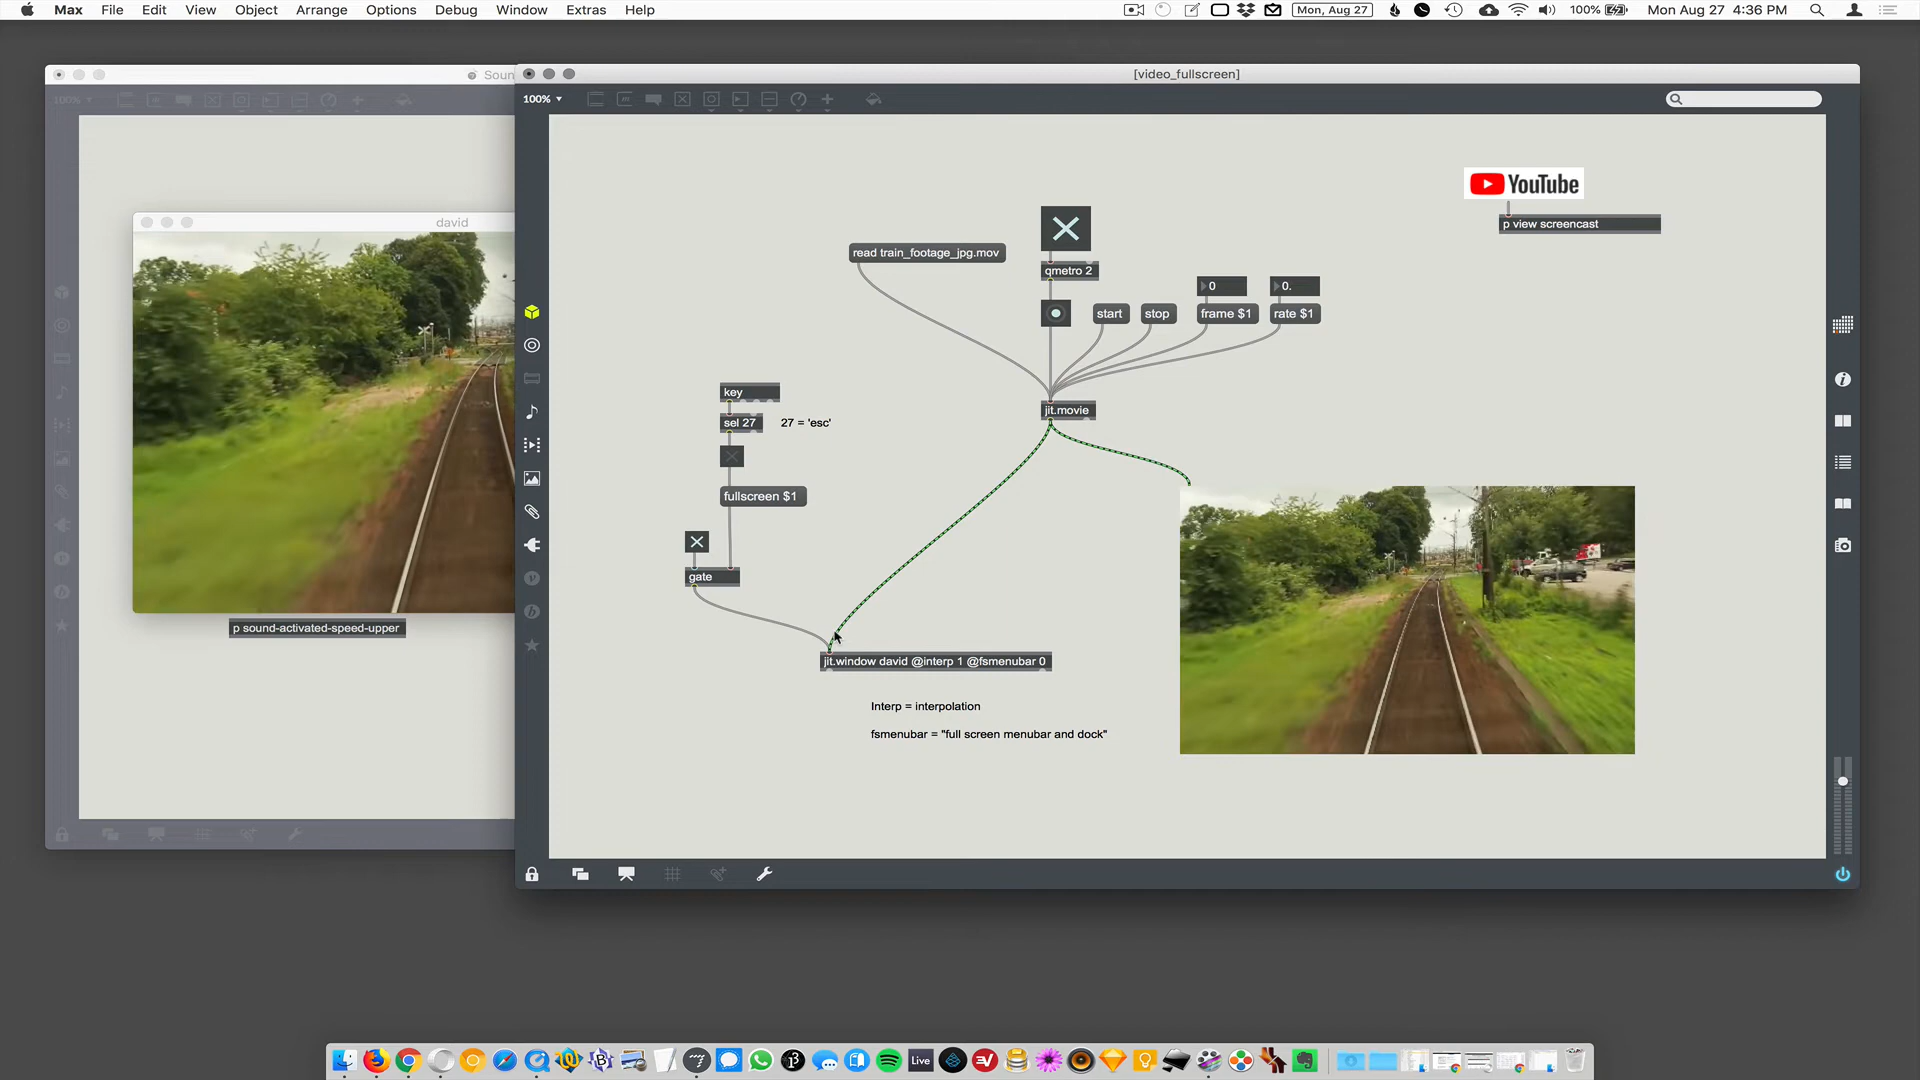 Max File Edit View Object Arrange Options Debug Window Extras Help
Mon, Aug 27
100%
Mon Aug 27 4:36 PM
Soun
100%
david
p sound-activated-speed-upper
[video_fullscreen]
100%
YouTube
p view screencast
read train_footage_jpg.mov
qmetro 2
0
0.
start
stop
frame $1
rate $1
jit.movie
key
sel 27
27 = 'esc'
fullscreen $1
gate
jit.window david @interp 1 @fsmenubar 0
Interp = interpolation
fsmenubar = "full screen menubar and dock"
Live